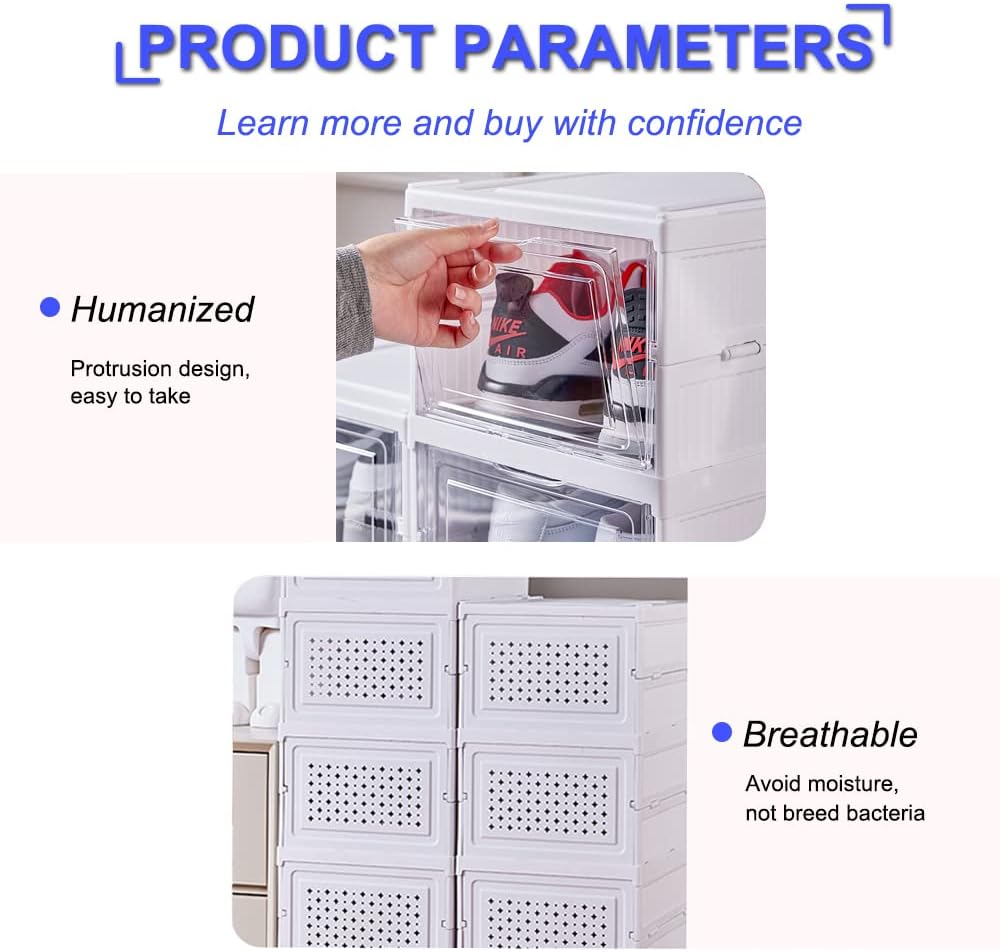 PRODUCT PARAMETERS
Learn more and buy with confidence
Humanized
Protrusion design,
easy to take
NIKE
AIR
NIKE
Breathable
Avoid moisture,
not breed bacteria